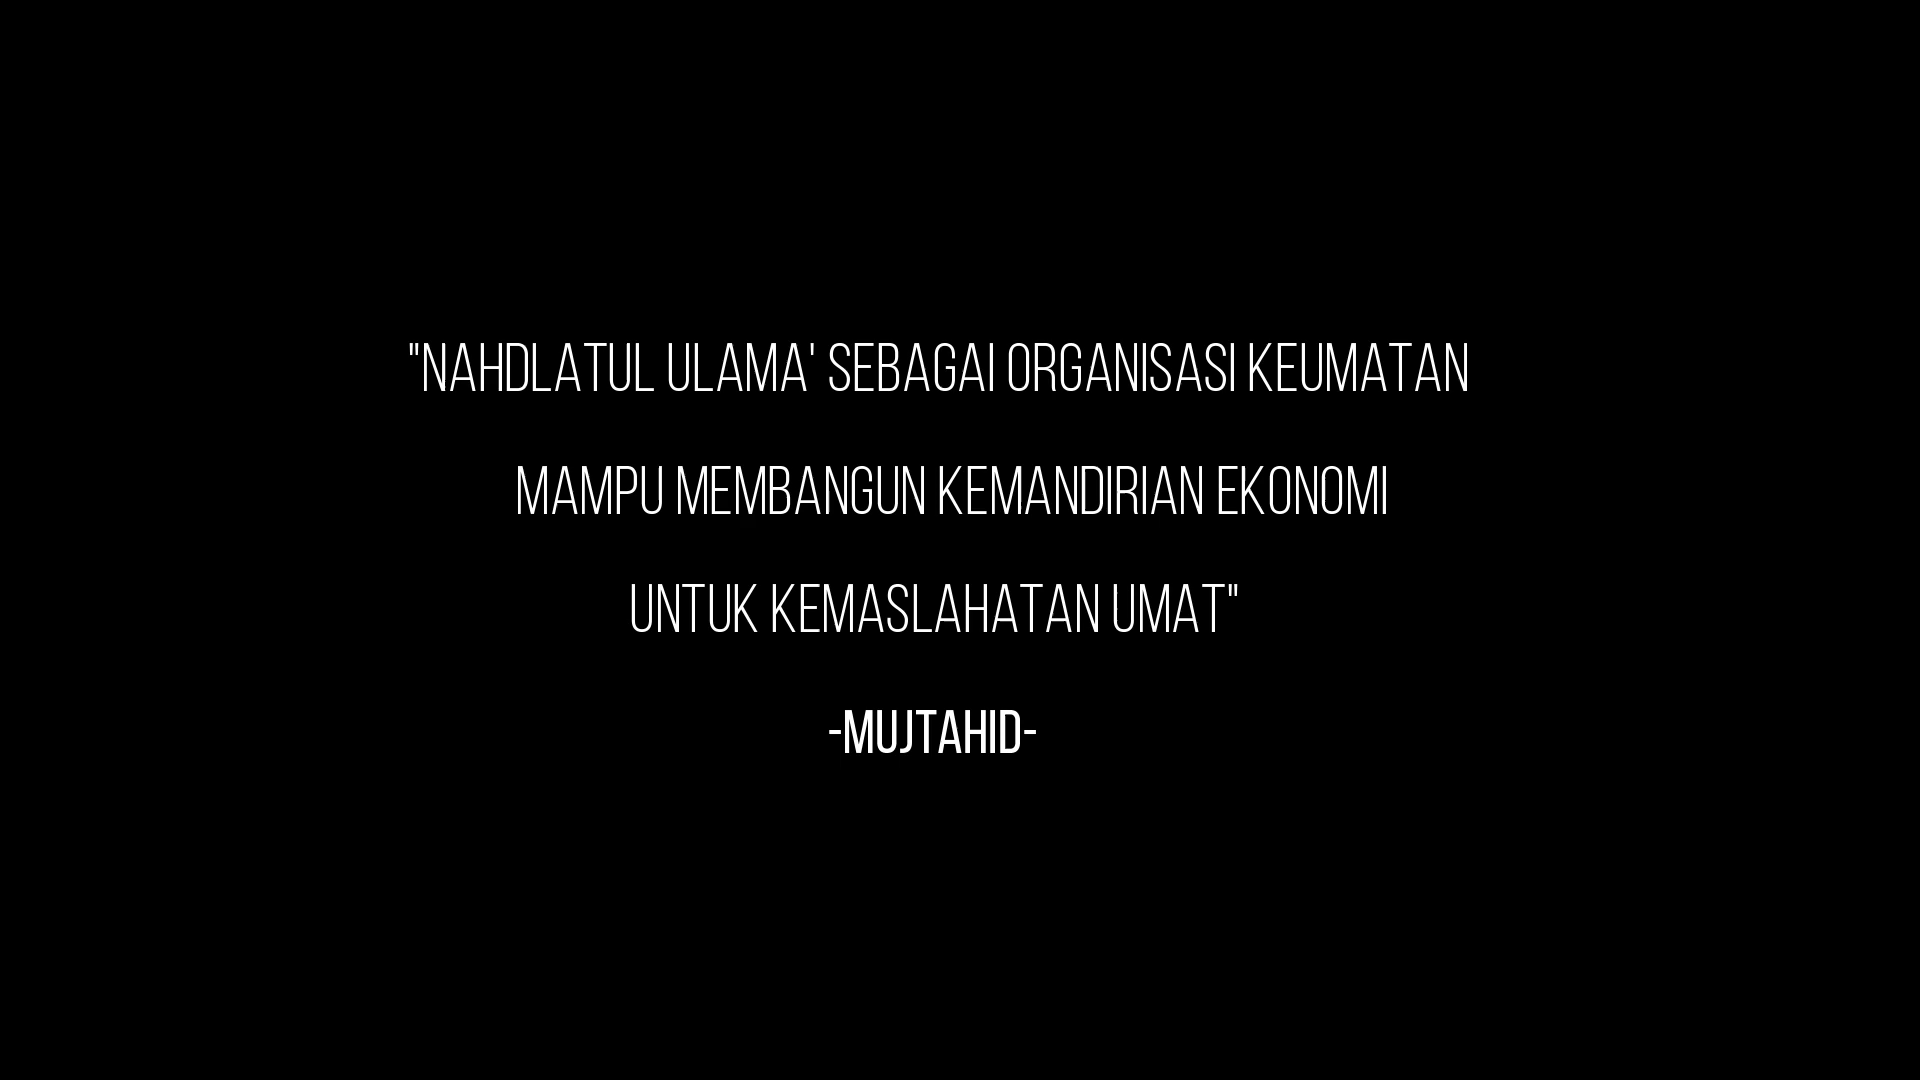 "NAHDLATUL ULAMA' SEBAGAI ORGANISASI KEUMATAN
MAMPU MEMBANGUN KEMANDIRIAN EKONOMI
UNTUK KEMASLAHATAN UMAT"
-MUJTAHID-